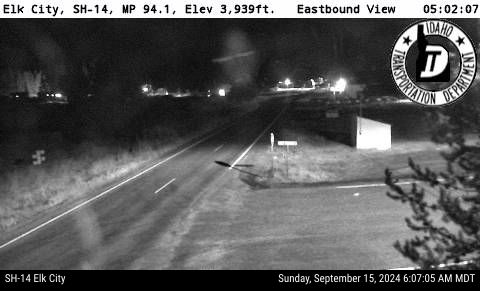 Elk City, SH-14, MP 94.1, Elev 3,939ft. Eastbound View 05:02:07
IDAHO
TRANSPORTATION DEPARTMENT
SH-14 Elk City Sunday, September 15, 2024 6:07:05 AM MDT